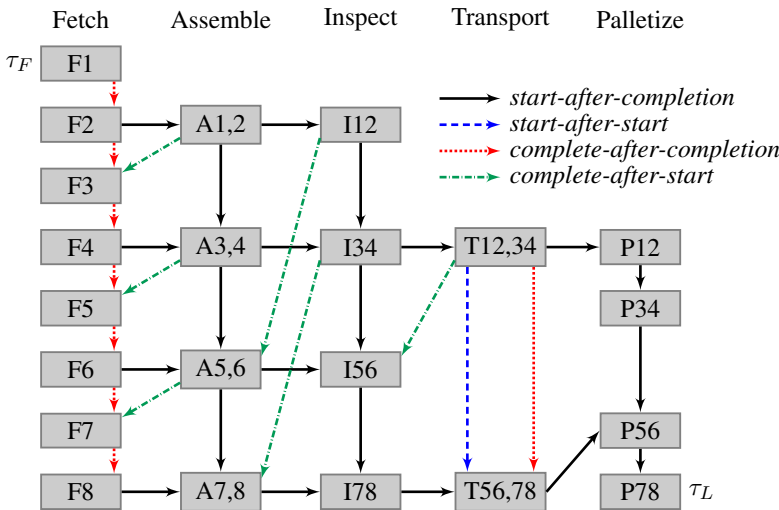 Fetch Assemble Inspect Transport Palletize
τ_F F1
F2 A1,2 I12
F3
F4 A3,4 I34 T12,34 P12
F5 P34
F6 A5,6 I56
F7 P56
F8 A7,8 I78 T56,78 P78 τ_L
start-after-completion
start-after-start
complete-after-completion
complete-after-start